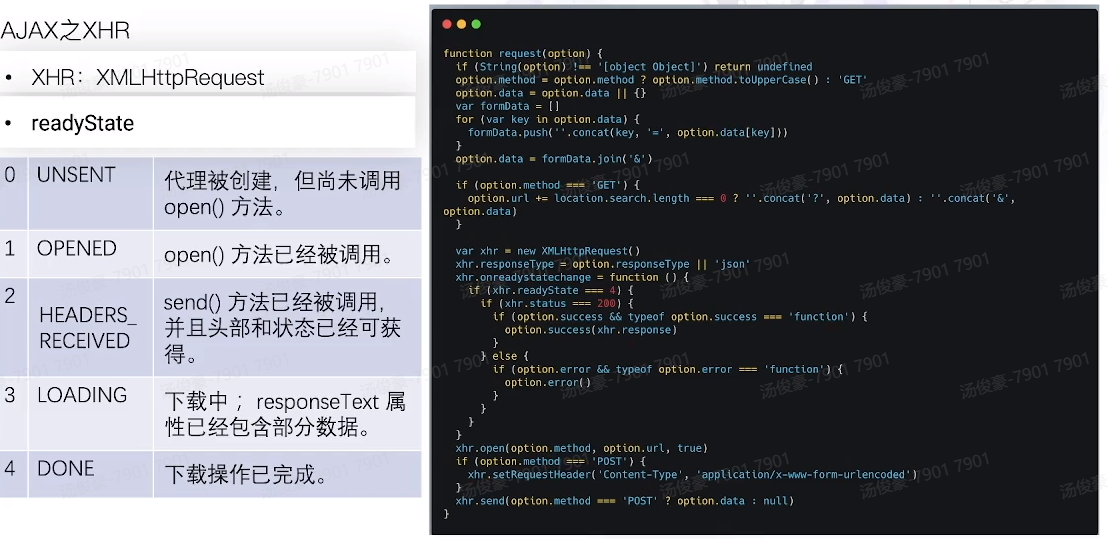 AJAX之XHR
• XHR：XMLHttpRequest
• readyState
0 UNSENT 代理被创建，但尚未调用
open() 方法。
1 OPENED open() 方法已经被调用。
2 HEADERS_
RECEIVED
send() 方法已经被调用，
并且头部和状态已经可获
得。
3 LOADING 下载中； responseText 属
性已经包含部分数据。
4 DONE 下载操作已完成。
function request(option) {
if (String(option) !== '[object Object]') return undefined
option.method = option.method ? option.method.toUpperCase() : 'GET'
option.data = option.data || {}
var formData = []
for (var key in option.data) {
formData.push(''.concat(key, '=', option.data[key]))
}
option.data = formData.join('&')
if (option.method === 'GET') {
option.url += location.search.length === 0 ? ''.concat('?', option.data) : ''.concat('&',
option.data)
}
var xhr = new XMLHttpRequest()
xhr.responseType = option.responseType || 'json'
xhr.onreadystatechange = function () {
if (xhr.readyState === 4) {
if (xhr.status === 200) {
if (option.success && typeof option.success === 'function') {
option.success(xhr.response)
}
} else {
if (option.error && typeof option.error === 'function') {
option.error()
}
}
}
}
xhr.open(option.method, option.url, true)
if (option.method === 'POST') {
xhr.setRequestHeader('Content-Type', 'application/x-www-form-urlencoded')
}
xhr.send(option.method === 'POST' ? option.data : null)
}
汤俊豪-7901 7901